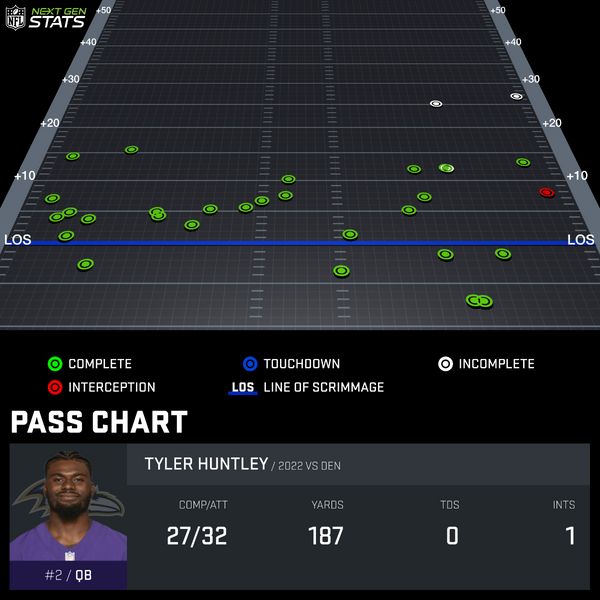 NFL NEXT GEN STATS
+50 +50
+40 +40
+30 +30
+20 +20
+10 +10
LOS LOS
COMPLETE TOUCHDOWN INCOMPLETE
INTERCEPTION LOS LINE OF SCRIMMAGE
PASS CHART
TYLER HUNTLEY / 2022 VS DEN
COMP/ATT YARDS TDS INTS
27/32 187 0 1
#2 / QB